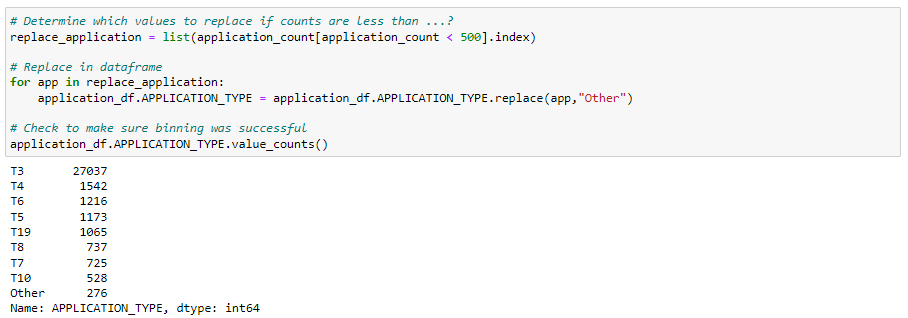 # Determine which values to replace if counts are less than ...?
replace_application = list(application_count[application_count < 500].index)
# Replace in dataframe
for app in replace_application:
    application_df.APPLICATION_TYPE = application_df.APPLICATION_TYPE.replace(app,"Other")
# Check to make sure binning was successful
application_df.APPLICATION_TYPE.value_counts()
T3       27037
T4        1542
T6        1216
T5        1173
T19       1065
T8         737
T7         725
T10        528
Other      276
Name: APPLICATION_TYPE, dtype: int64